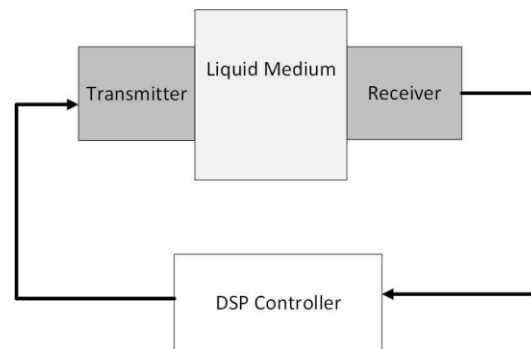 Liquid Medium
Transmitter
Receiver
DSP Controller